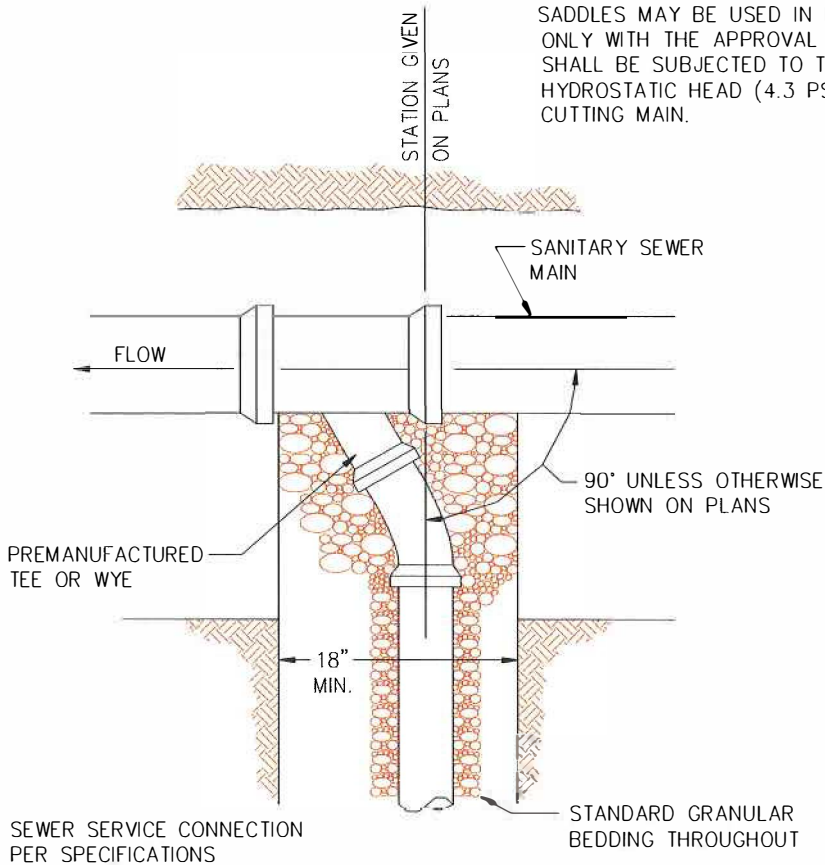 SADDLES MAY BE USED IN
ONLY WITH THE APPROVAL
SHALL BE SUBJECTED TO T
HYDROSTATIC HEAD (4.3 PS
CUTTING MAIN.
STATION GIVEN
ON PLANS
SANITARY SEWER
MAIN
FLOW
90° UNLESS OTHERWISE
SHOWN ON PLANS
PREMANUFACTURED
TEE OR WYE
18"
MIN.
STANDARD GRANULAR
BEDDING THROUGHOUT
SEWER SERVICE CONNECTION
PER SPECIFICATIONS